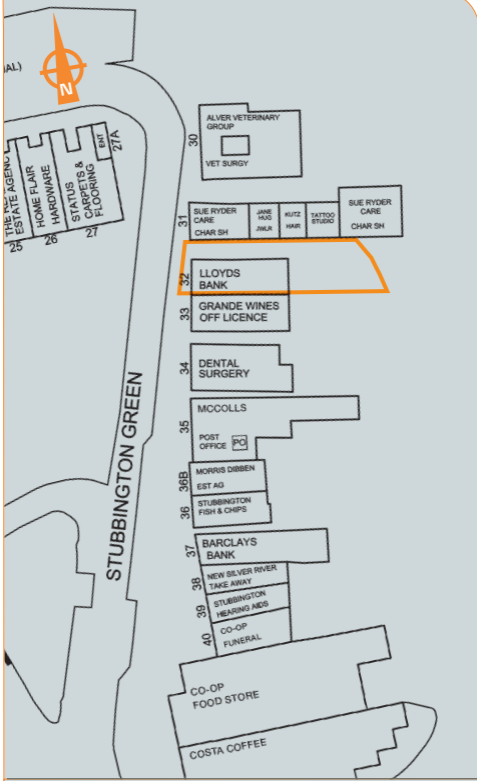 IAL)
N
ALVER VETERINARY
GROUP
VET SURGY
30
ENT
27A
ESTATE AGENC
25
HOME FLAIR
HARDWARE
26
STATUS
CARPETS &
FLOORING
27
31
SUE RYDER
CARE
CHAR SH
JANE
HUG
JWLR
KUTZ
HAIR
TATTOO
STUDIO
SUE RYDER
CARE
CHAR SH
32
LLOYDS
BANK
33
GRANDE WINES
OFF LICENCE
34
DENTAL
SURGERY
STUBBINGTON GREEN
35
MCCOLLS
POST
OFFICE
PO
36B
MORRIS DIBBEN
EST AG
36
STUBBINGTON
FISH & CHIPS
37
BARCLAYS
BANK
38
NEW SILVER RIVER
TAKE AWAY
39
STUBBINGTON
HEARING AIDS
40
CO-OP
FUNERAL
CO-OP
FOOD STORE
COSTA COFFEE